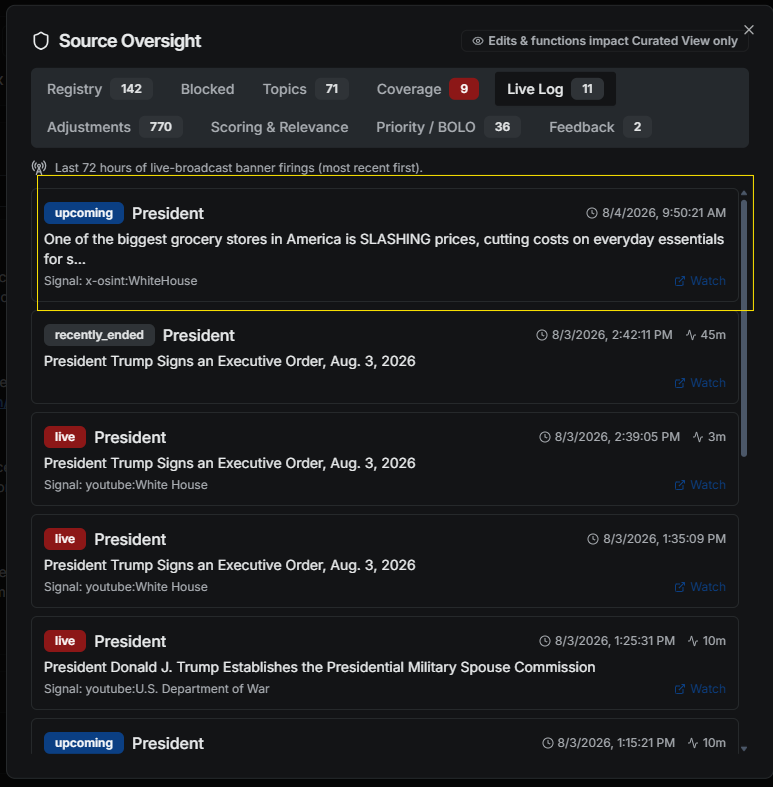 Source Oversight
Edits & functions impact Curated View only
Registry 142 Blocked Topics 71 Coverage 9 Live Log 11
Adjustments 770 Scoring & Relevance Priority / BOLO 36 Feedback 2
Last 72 hours of live-broadcast banner firings (most recent first).
upcoming President 8/4/2026, 9:50:21 AM
One of the biggest grocery stores in America is SLASHING prices, cutting costs on everyday essentials
for s...
Signal: x-osint:WhiteHouse Watch
recently_ended President 8/3/2026, 2:42:11 PM 45m
President Trump Signs an Executive Order, Aug. 3, 2026
Watch
live President 8/3/2026, 2:39:05 PM 3m
President Trump Signs an Executive Order, Aug. 3, 2026
Signal: youtube:White House Watch
live President 8/3/2026, 1:35:09 PM
President Trump Signs an Executive Order, Aug. 3, 2026
Signal: youtube:White House Watch
live President 8/3/2026, 1:25:31 PM 10m
President Donald J. Trump Establishes the Presidential Military Spouse Commission
Signal: youtube:U.S. Department of War Watch
upcoming President 8/3/2026, 1:15:21 PM 10m